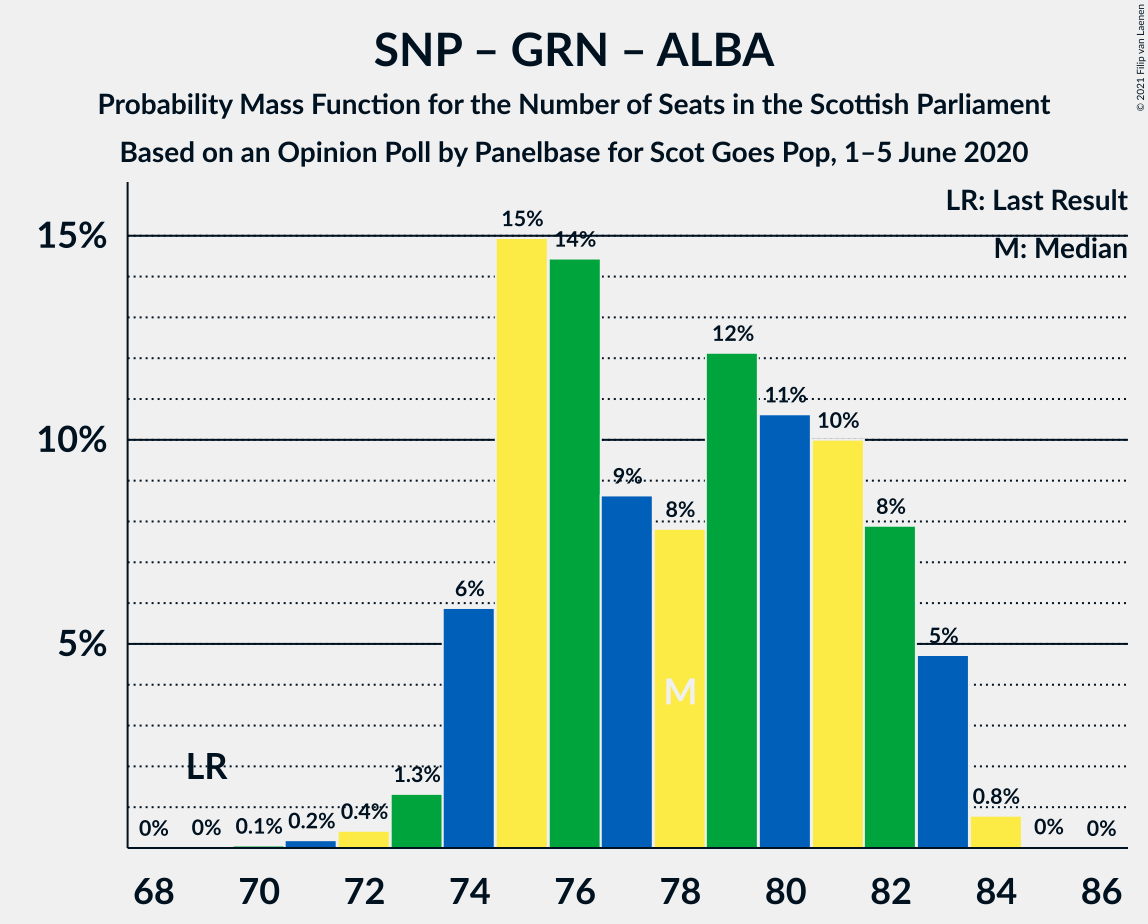 SNP – GRN – ALBA
Probability Mass Function for the Number of Seats in the Scottish Parliament
Based on an Opinion Poll by Panelbase for Scot Goes Pop, 1–5 June 2020
© 2021 Filip van Laenen
LR: Last Result
M: Median
15%
10%
5%
0%
0%
0.1%
0.2%
0.4%
1.3%
6%
15%
14%
9%
8%
12%
11%
10%
8%
5%
0.8%
0%
0%
LR
M
68 70 72 74 76 78 80 82 84 86